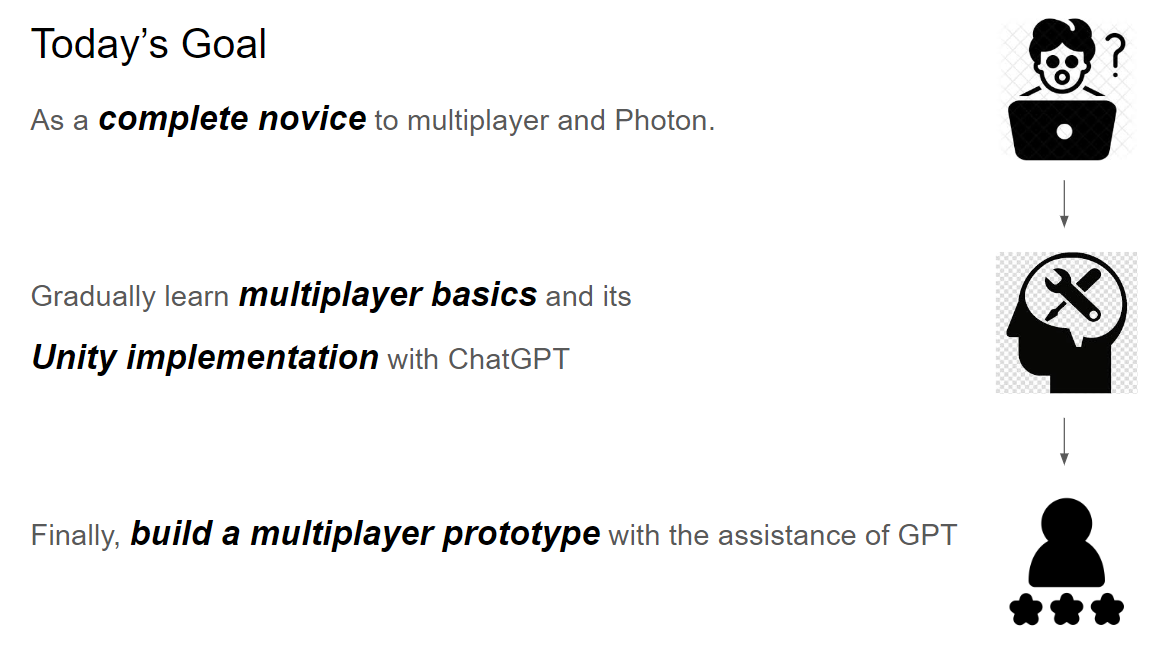 Today’s Goal
As a complete novice to multiplayer and Photon.
?
Gradually learn multiplayer basics and its
Unity implementation with ChatGPT
Finally, build a multiplayer prototype with the assistance of GPT